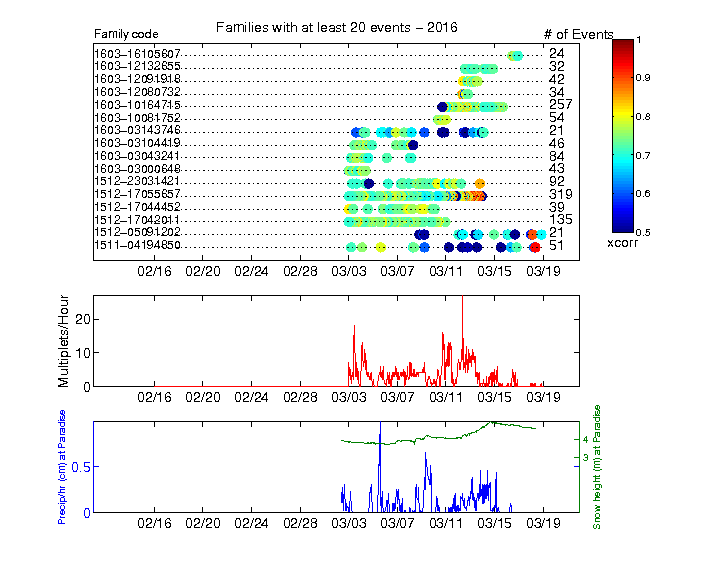 Families with at least 20 events − 2016
Family code
# of Events
1603−16105607 24
1603−12132655 32
1603−12091918 42
1603−12080732 34
1603−10164715 257
1603−10081752 54
1603−03143746 21
1603−03104419 46
1603−03043241 84
1603−03000648 43
1512−23031421 92
1512−17055657 319
1512−17044452 39
1512−17042011 135
1512−05091202 21
1511−04194850 51
02/16 02/20 02/24 02/28 03/03 03/07 03/11 03/15 03/19
1
0.9
0.8
0.7
0.6
0.5
xcorr
Multiplets/Hour
20
10
0
02/16 02/20 02/24 02/28 03/03 03/07 03/11 03/15 03/19
Precip/hr (cm) at Paradise
0.5
0
4
3
Snow height (m) at Paradise
02/16 02/20 02/24 02/28 03/03 03/07 03/11 03/15 03/19